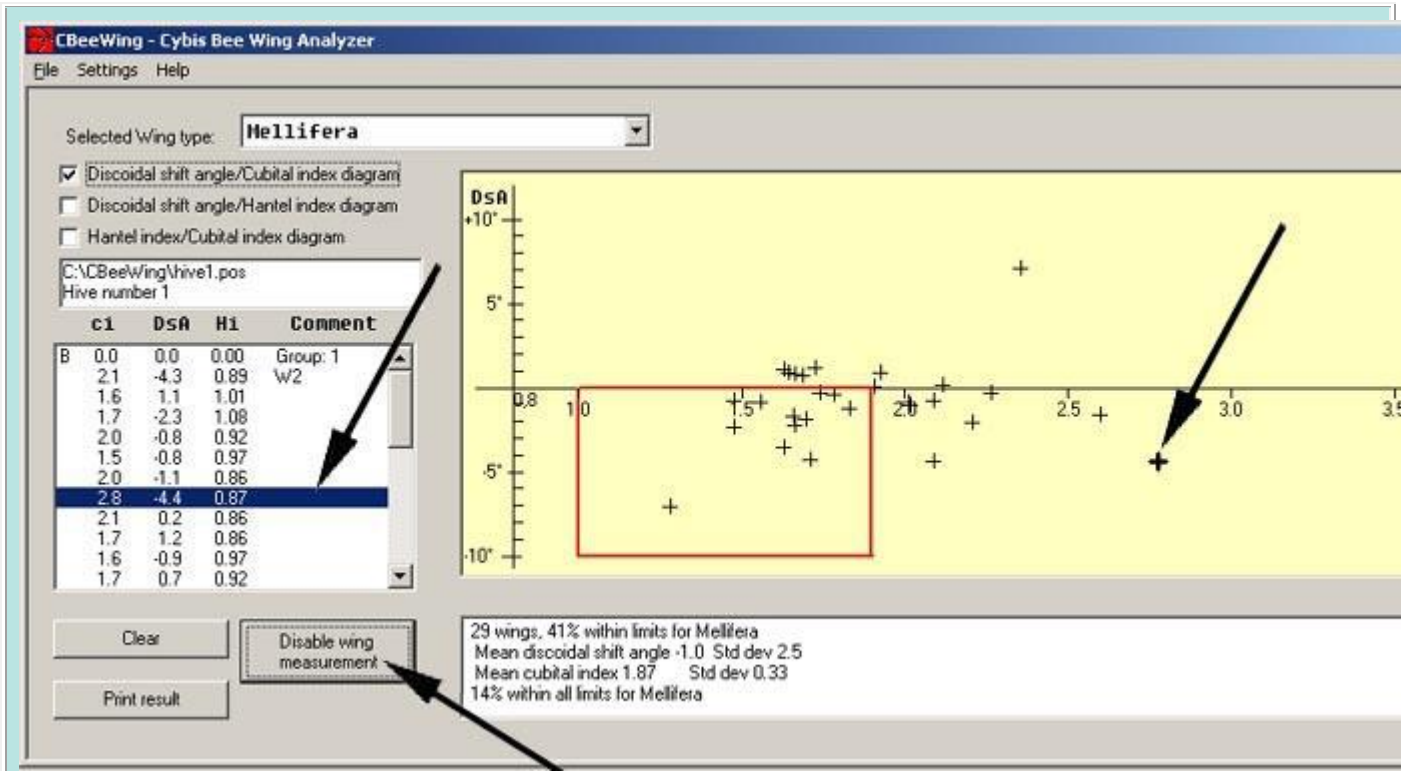 CBeeWing - Cybis Bee Wing Analyzer
File Settings Help
Selected Wing type: Mellifera
Discoidal shift angle/Cubital index diagram
Discoidal shift angle/Hantel index diagram
Hantel index/Cubital index diagram
C:\CBeeWing\hive1.pos
Hive number 1
ci DsA Hi Comment
B 0.0 0.0 0.00 Group: 1
2.1 -4.3 0.89 W2
1.6 1.1 1.01
1.7 -2.3 1.08
2.0 -0.8 0.92
1.5 -0.8 0.97
2.0 -1.1 0.86
2.8 -4.4 0.87
2.1 0.2 0.86
1.7 1.2 0.86
1.6 -0.9 0.97
1.7 0.7 0.92
DsA
+10°
5°
0.8 1.0 1.5 2.0 2.5 3.0 3.5
-5°
-10°
Clear
Disable wing
measurement
Print result
29 wings, 41% within limits for Mellifera
Mean discoidal shift angle -1.0 Std dev 2.5
Mean cubital index 1.87 Std dev 0.33
14% within all limits for Mellifera